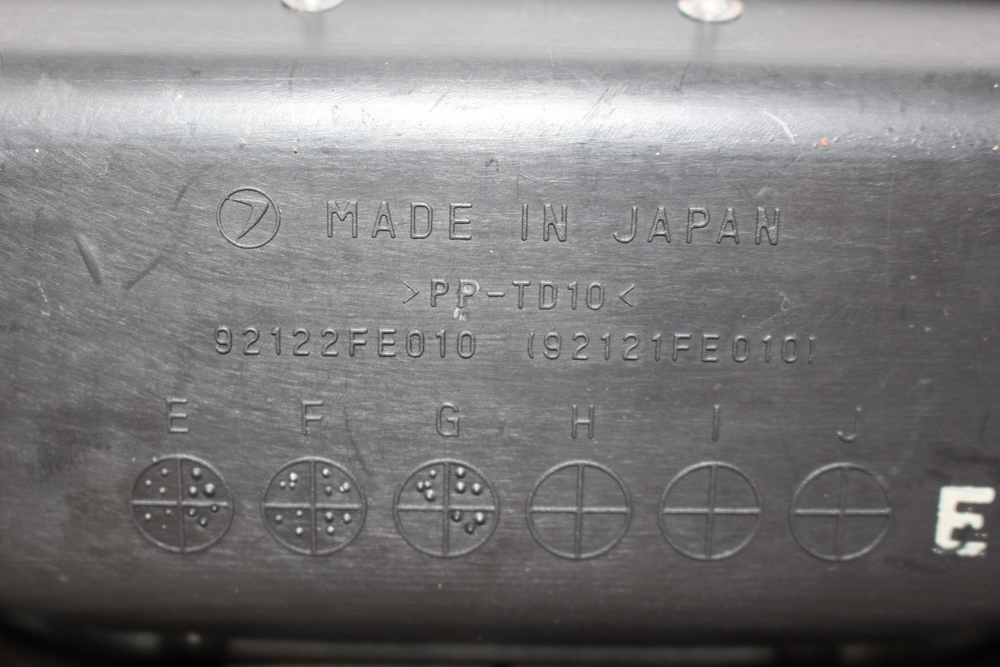 MADE IN JAPAN
>PP-TD10<
92122FE010 (92121FE010)
E F G H I J
E